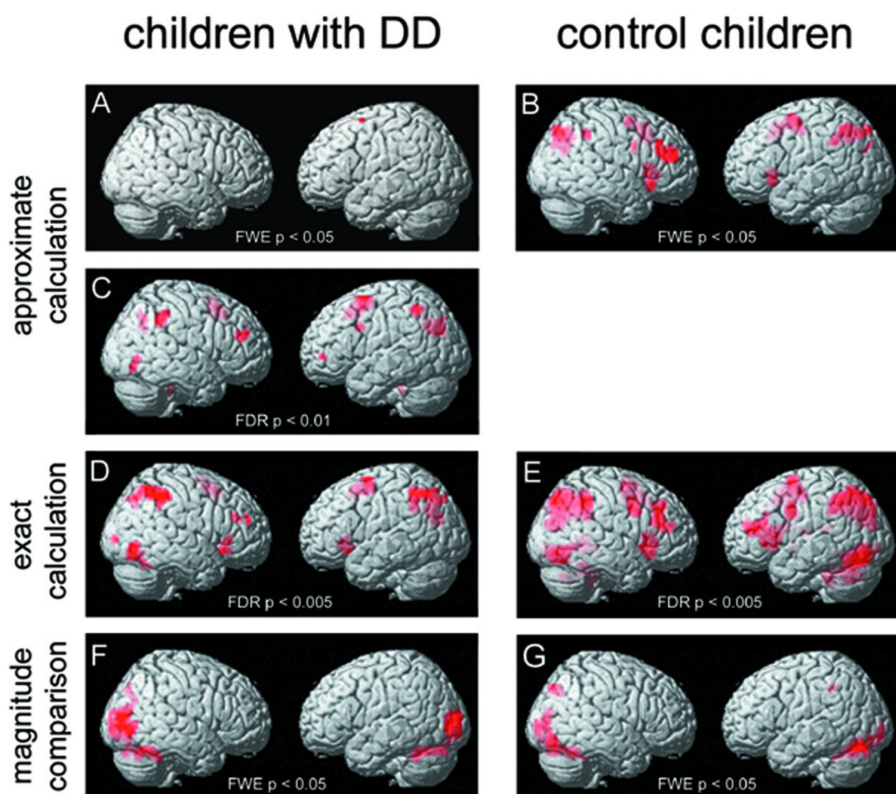 children with DD
control children
approximate
calculation
A
FWE p < 0.05
B
FWE p < 0.05
C
FDR p < 0.01
exact
calculation
D
FDR p < 0.005
E
FDR p < 0.005
magnitude
comparison
F
FWE p < 0.05
G
FWE p < 0.05